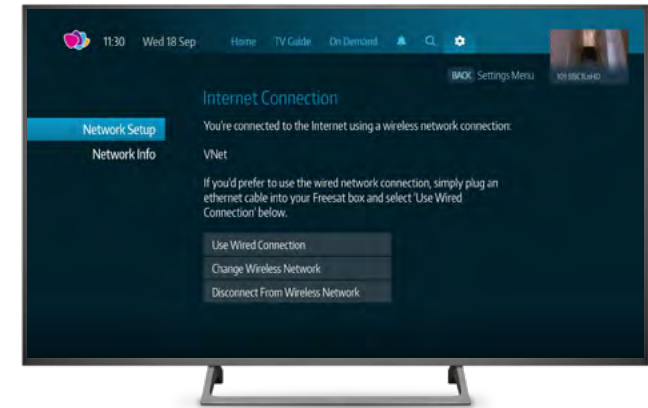 11:30 Wed 18 Sep Home TV Guide On Demand
BACK Settings Menu
Internet Connection
Network Setup
Network Info
You're connected to the Internet using a wireless network connection:
VNet
If you'd prefer to use the wired network connection, simply plug an
ethernet cable into your Freesat box and select 'Use Wired
Connection' below.
Use Wired Connection
Change Wireless Network
Disconnect From Wireless Network